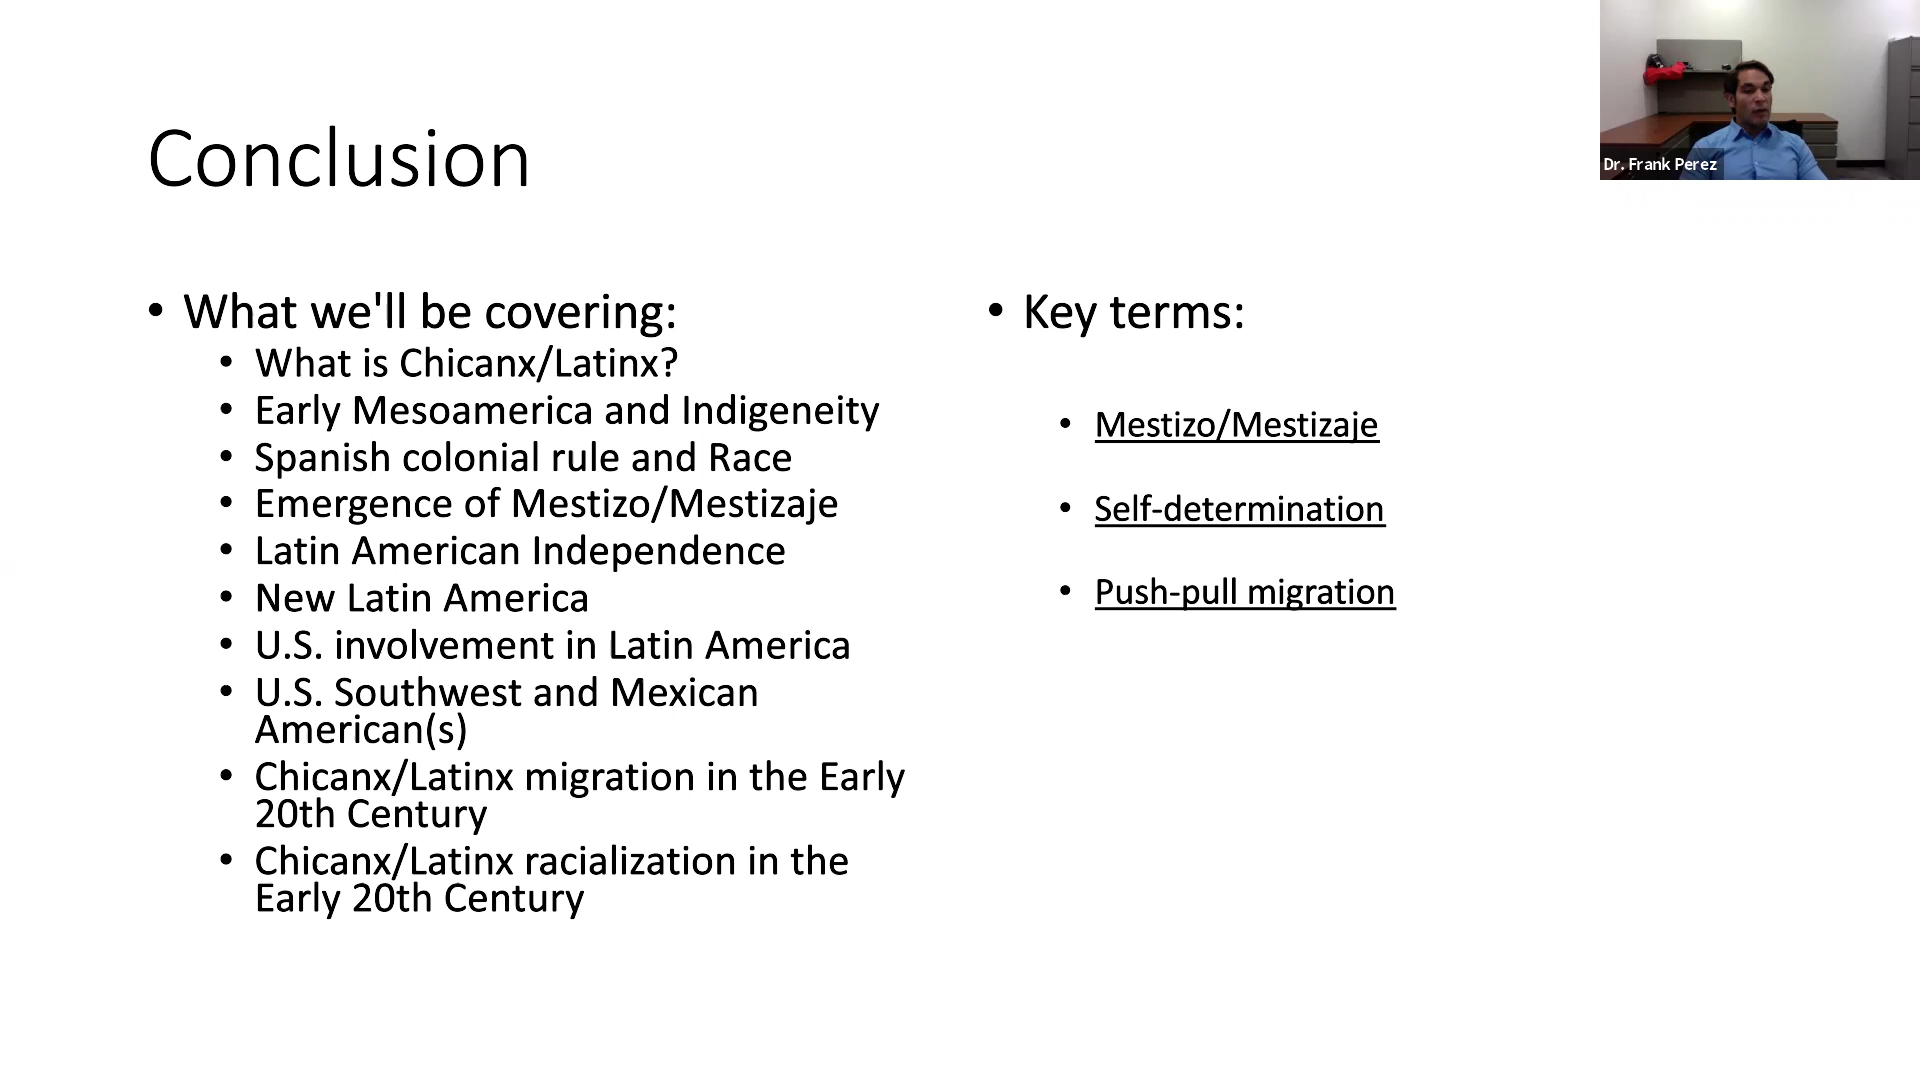 Conclusion
• What we'll be covering:
• What is Chicanx/Latinx?
• Early Mesoamerica and Indigeneity
• Spanish colonial rule and Race
• Emergence of Mestizo/Mestizaje
• Latin American Independence
• New Latin America
• U.S. involvement in Latin America
• U.S. Southwest and Mexican
American(s)
• Chicanx/Latinx migration in the Early
20th Century
• Chicanx/Latinx racialization in the
Early 20th Century
• Key terms:
• Mestizo/Mestizaje
• Self-determination
• Push-pull migration
Dr. Frank Perez